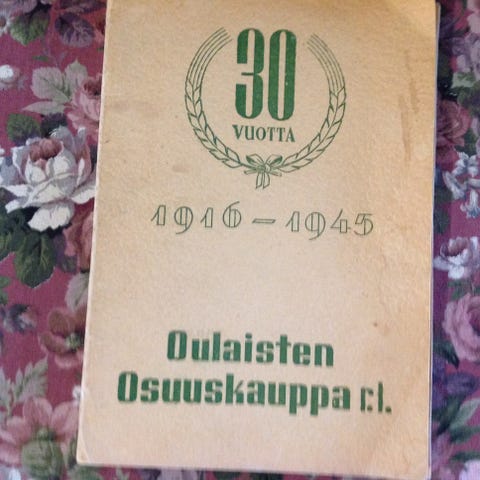 30
VUOTTA
1916 – 1945
Oulaisten
Osuuskauppa r.l.